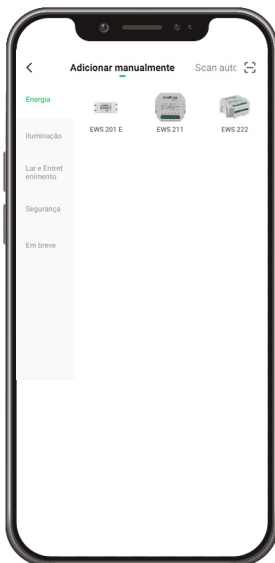 Adicionar manualmente
Scan autc
Energia
EWS 201 E
EWS 211
EWS 222
Iluminação
Lar e Entret
enimento
Segurança
Em breve